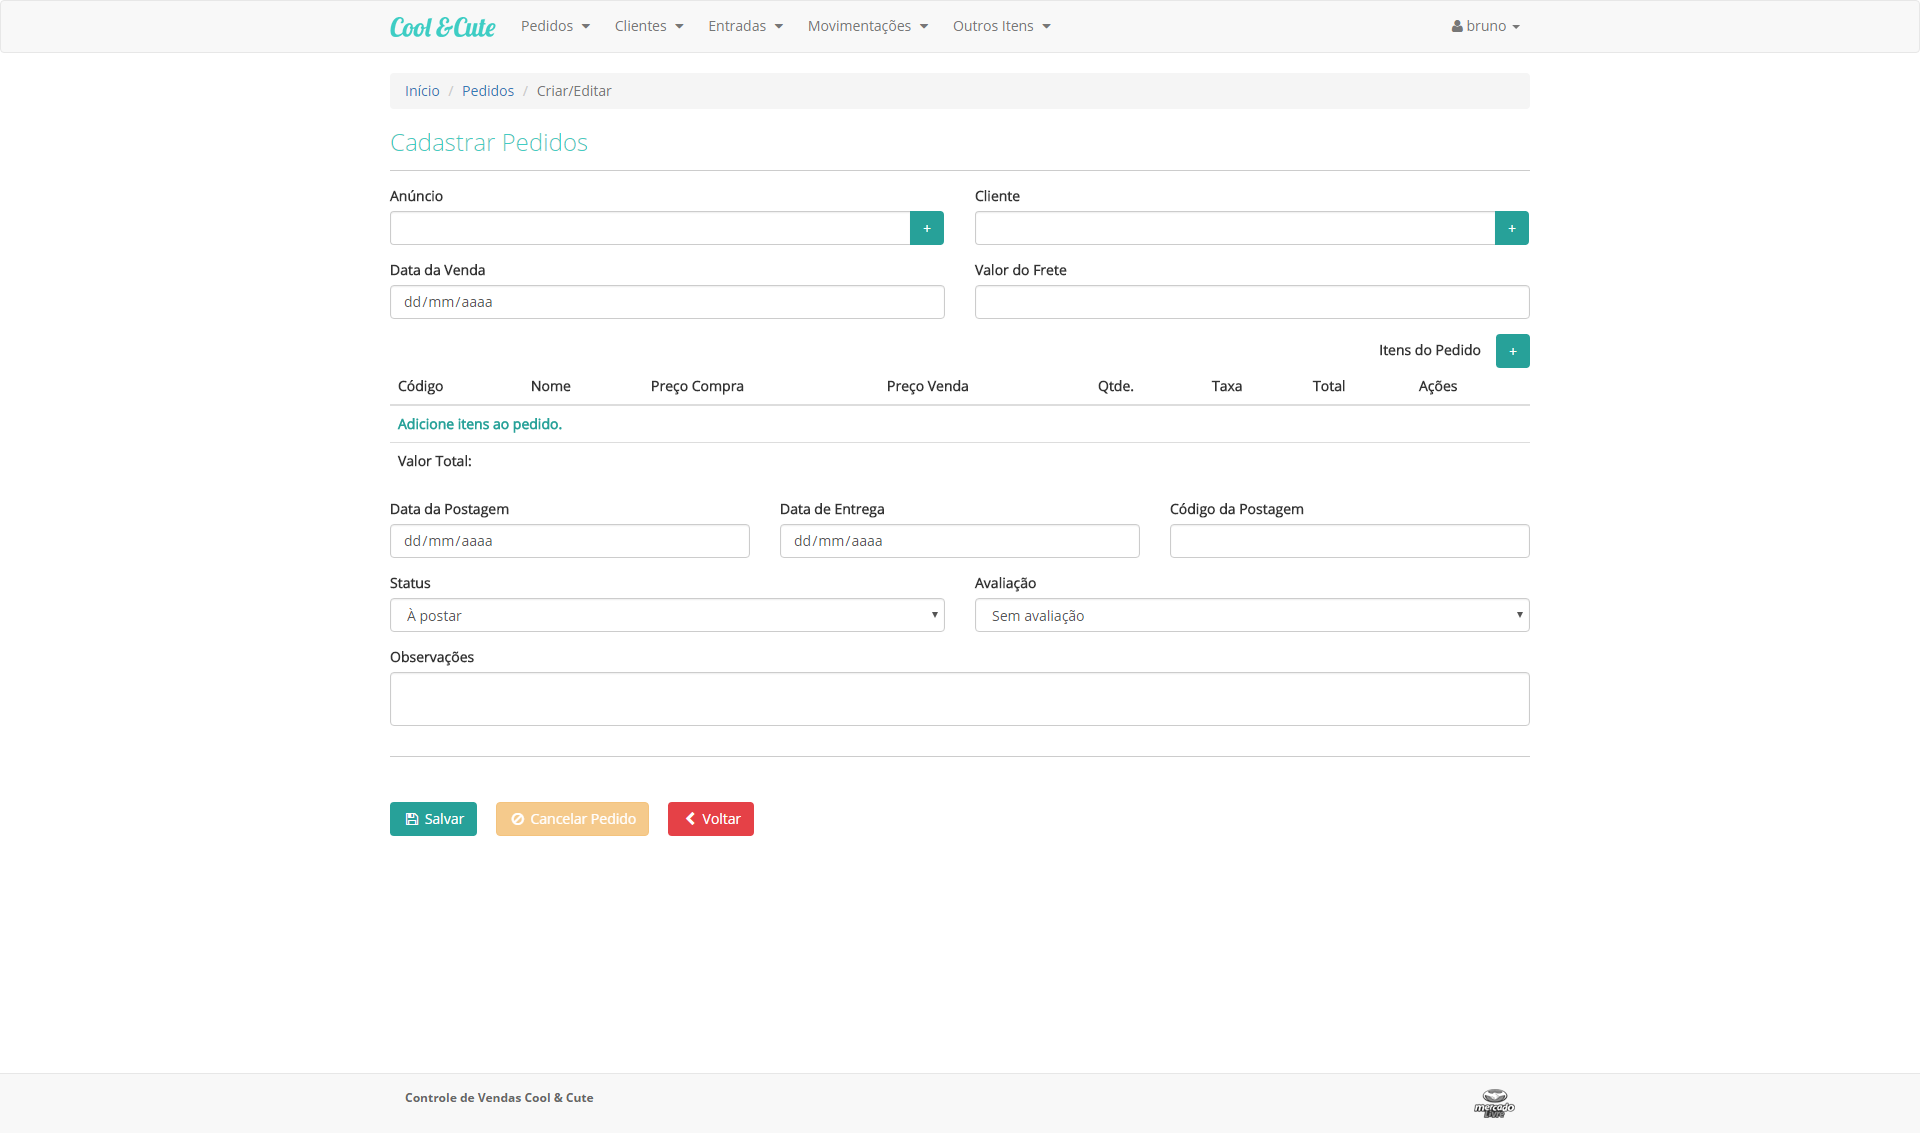 Cool &Cute Pedidos Clientes Entradas Movimentações Outros Itens bruno
Início / Pedidos / Criar/Editar
Cadastrar Pedidos
Anúncio Cliente
+ +
Data da Venda Valor do Frete
dd/mm/aaaa
Itens do Pedido +
Código Nome Preço Compra Preço Venda Qtde. Taxa Total Ações
Adicione itens ao pedido.
Valor Total:
Data da Postagem Data de Entrega Código da Postagem
dd/mm/aaaa dd/mm/aaaa
Status Avaliação
À postar Sem avaliação
Observações
Salvar Cancelar Pedido Voltar
Controle de Vendas Cool & Cute
mercado
livre